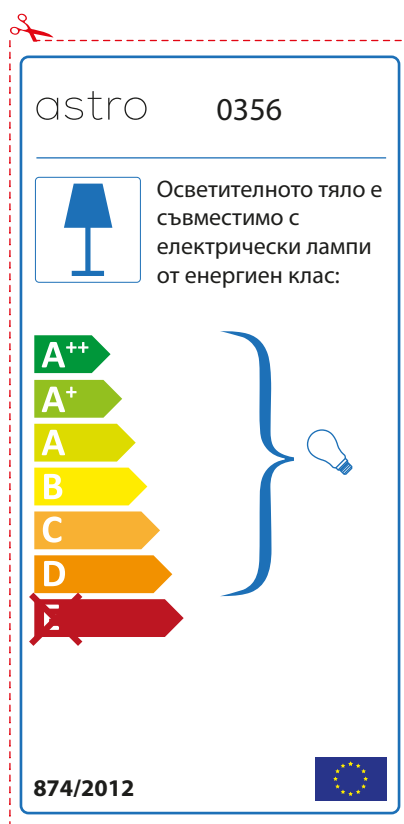 astro 0356
Осветителното тяло е
съвместимо с
електрически лампи
от енергиен клас:
A++
A+
A
B
C
D
E
874/2012